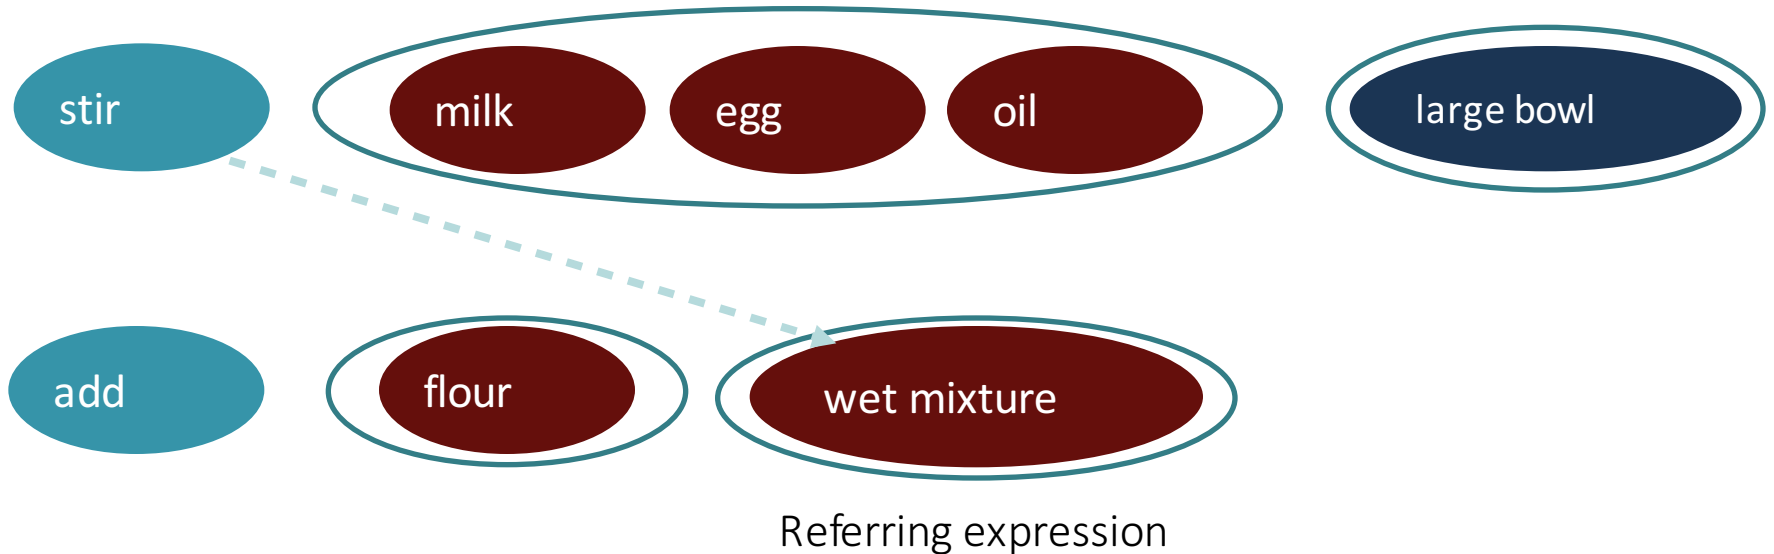 stir milk egg oil large bowl
add flour wet mixture
Referring expression